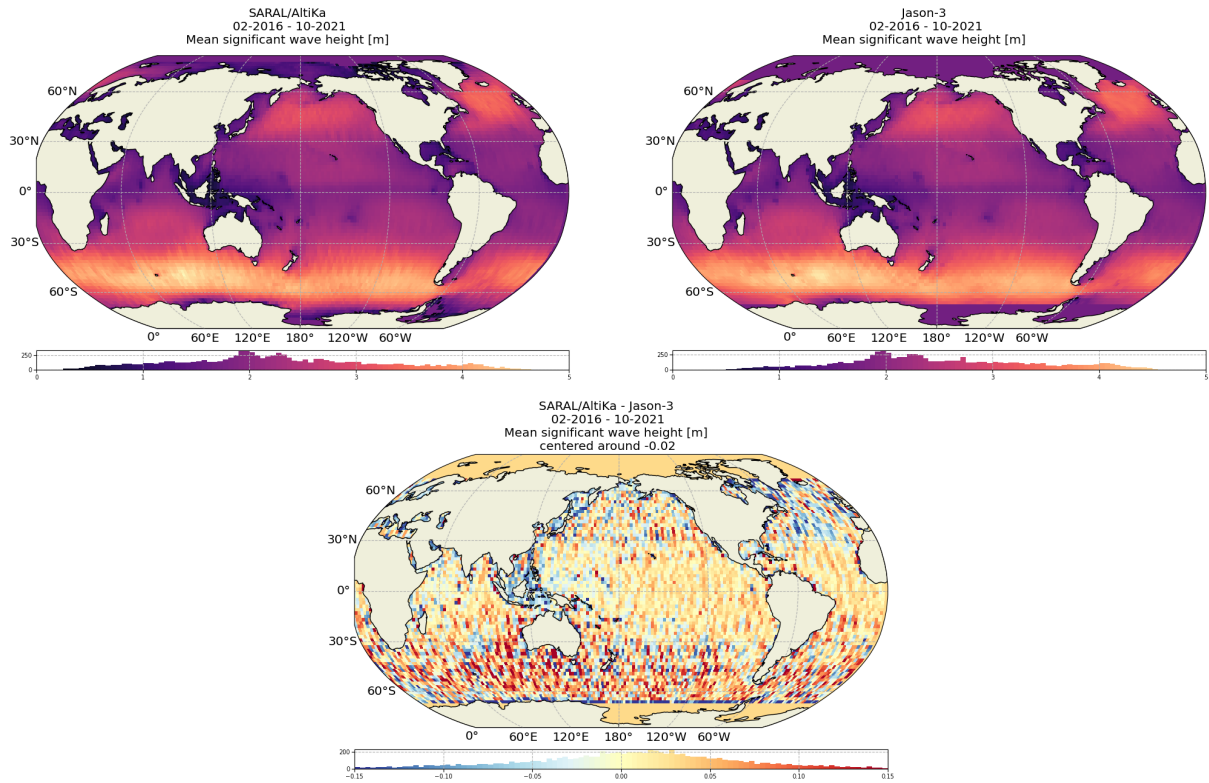 SARAL/AltiKa
02-2016 - 10-2021
Mean significant wave height [m]
60°N
30°N
0°
30°S
60°S
0° 60°E 120°E 180° 120°W 60°W
250
0
0 1 2 3 4 5
Jason-3
02-2016 - 10-2021
Mean significant wave height [m]
60°N
30°N
0°
30°S
60°S
0° 60°E 120°E 180° 120°W 60°W
250
0
0 1 2 3 4 5
SARAL/AltiKa - Jason-3
02-2016 - 10-2021
Mean significant wave height [m]
centered around -0.02
60°N
30°N
0°
30°S
60°S
0° 60°E 120°E 180° 120°W 60°W
200
0
−0.15 −0.10 −0.05 0.00 0.05 0.10 0.15